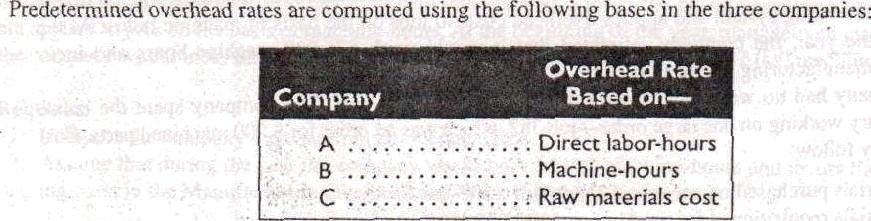 Predetermined overhead rates are computed using the following bases in the three companies:
Overhead Rate
Company Based on—
A .................... Direct labor-hours
B .................... Machine-hours
C .................... Raw materials cost